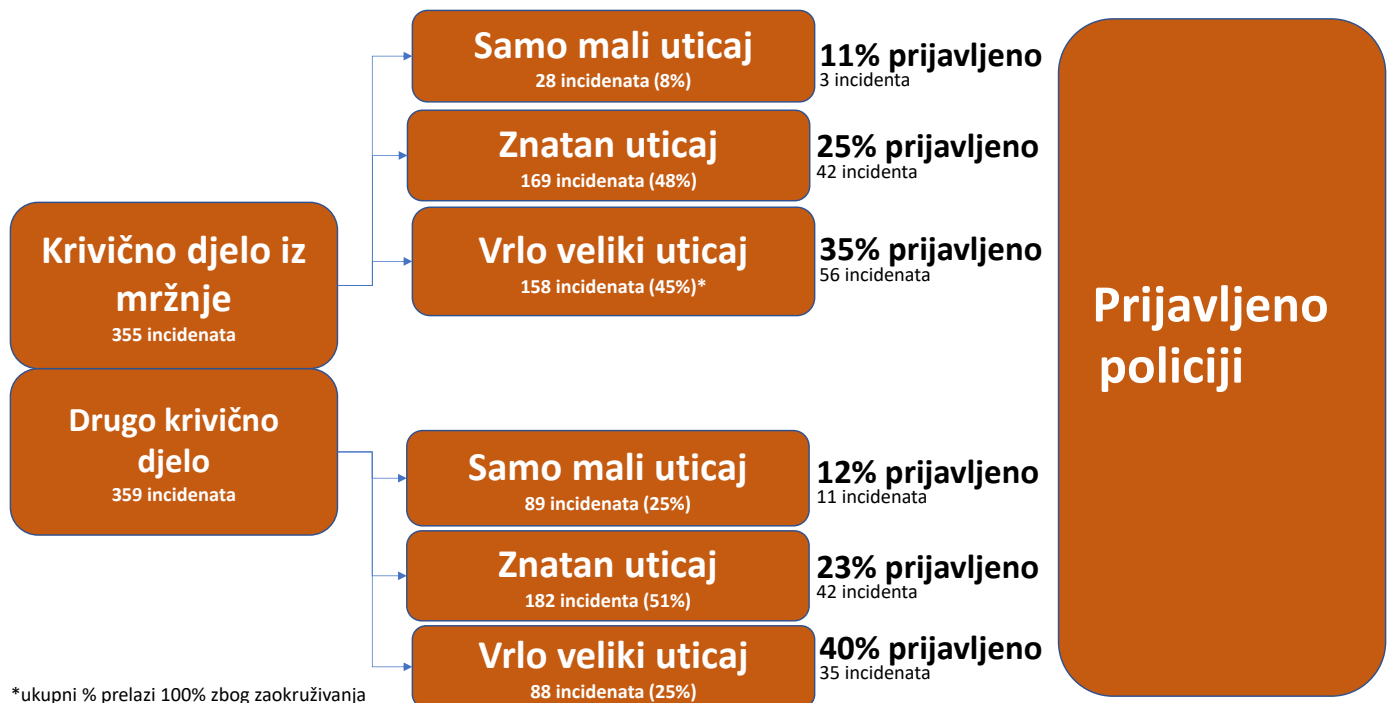 Krivično djelo iz
mržnje
355 incidenata
Drugo krivično
djelo
359 incidenata
Samo mali uticaj
28 incidenata (8%)
11% prijavljeno
3 incidenta
Znatan uticaj
169 incidenata (48%)
25% prijavljeno
42 incidenta
Vrlo veliki uticaj
158 incidenata (45%)*
35% prijavljeno
56 incidenata
Samo mali uticaj
89 incidenata (25%)
12% prijavljeno
11 incidenata
Znatan uticaj
182 incidenta (51%)
23% prijavljeno
42 incidenta
Vrlo veliki uticaj
88 incidenata (25%)
40% prijavljeno
35 incidenata
Prijavljeno
policiji
*ukupni % prelazi 100% zbog zaokruživanja